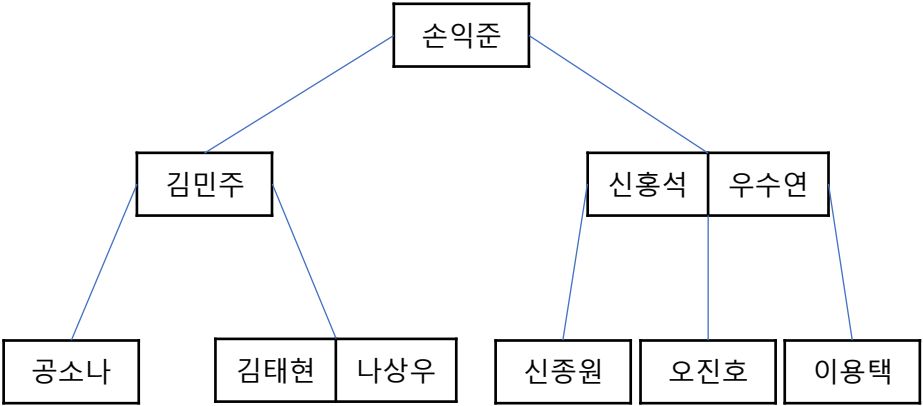 손익준
김민주
신홍석 우수연
공소나
김태현 나상우
신종원
오진호
이용택